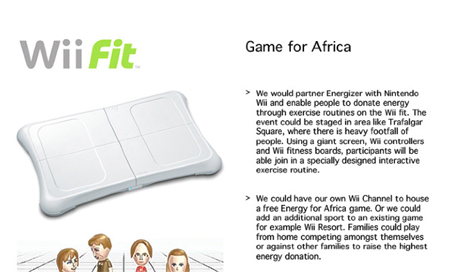 Wii Fit™
Game for Africa
> We would partner Energizer with Nintendo
Wii and enable people to donate energy
through exercise routines on the Wii fit. The
event could be staged in area like Trafalgar
Square, where there is heavy footfall of
people. Using a giant screen, Wii controllers
and Wii fitness boards, participants will be
able join in a specially designed interactive
exercise routine.
> We could have our own Wii Channel to house
a free Energy for Africa game. Or we could
add an additional sport to an existing game
for example Wii Resort. Families could play
from home competing amongst themselves
or against other families to raise the highest
energy donation.